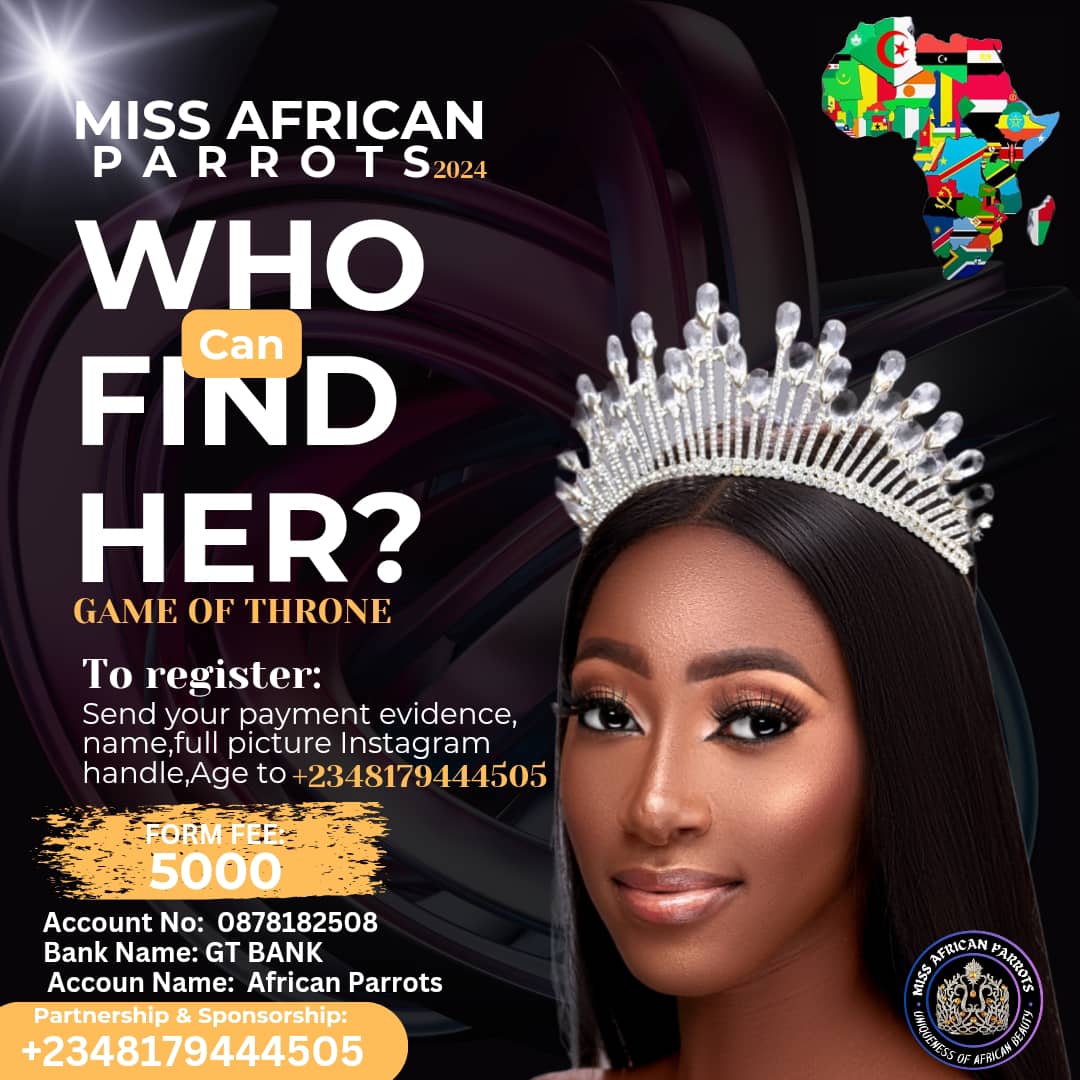 MISS AFRICAN
PARROTS 2024
WHO
Can
FIND
HER?
GAME OF THRONE
To register:
Send your payment evidence,
name,full picture Instagram
handle,Age to +2348179444505
FORM FEE:
5000
Account No: 0878182508
Bank Name: GT BANK
Accoun Name: African Parrots
Partnership & Sponsorship:
+2348179444505
MISS AFRICAN PARROTS
UNIQUENESS OF AFRICAN BEAUTY